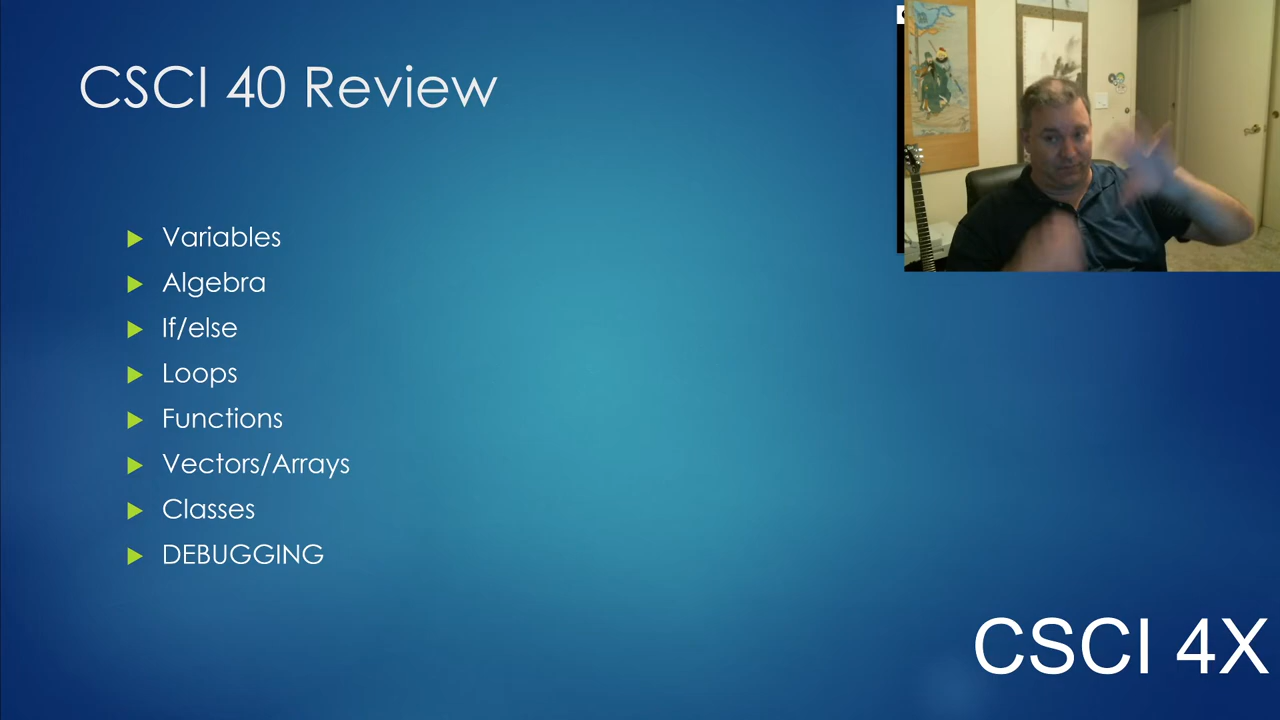 CSCI 40 Review
Variables
Algebra
If/else
Loops
Functions
Vectors/Arrays
Classes
DEBUGGING
CSCI 4X